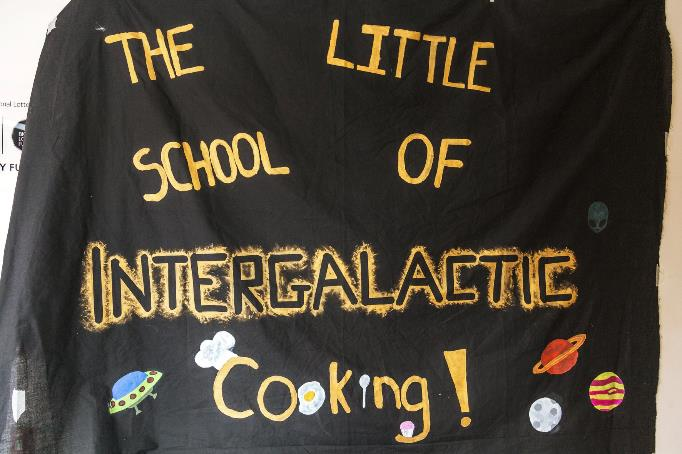 THE LITTLE
SCHOOL OF
INTERGALACTIC
Cooking!